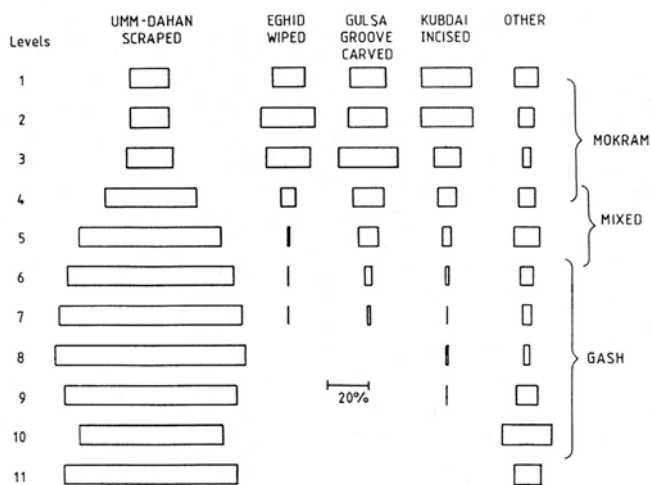 Levels
UMM-DAHAN
SCRAPED
EGHID
WIPED
GULSA
GROOVE
CARVED
KUBDAI
INCISED
OTHER
1
2
3
4
5
6
7
8
9
10
11
MOKRAM
MIXED
GASH
20%